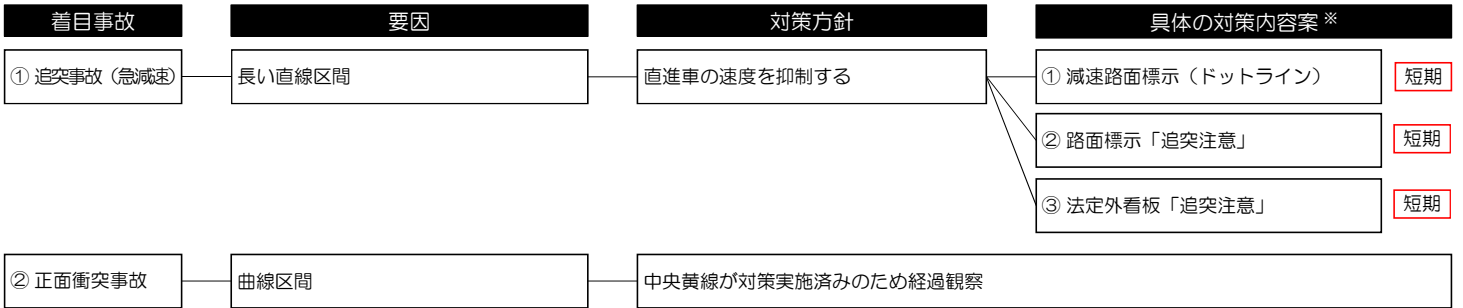 着目事故 要因 対策方針 具体の対策内容案※
① 追突事故（急減速） 長い直線区間 直進車の速度を抑制する ① 減速路面標示（ドットライン） 短期
② 路面標示「追突注意」 短期
③ 法定外看板「追突注意」 短期
② 正面衝突事故 曲線区間 中央黄線が対策実施済みのため経過観察